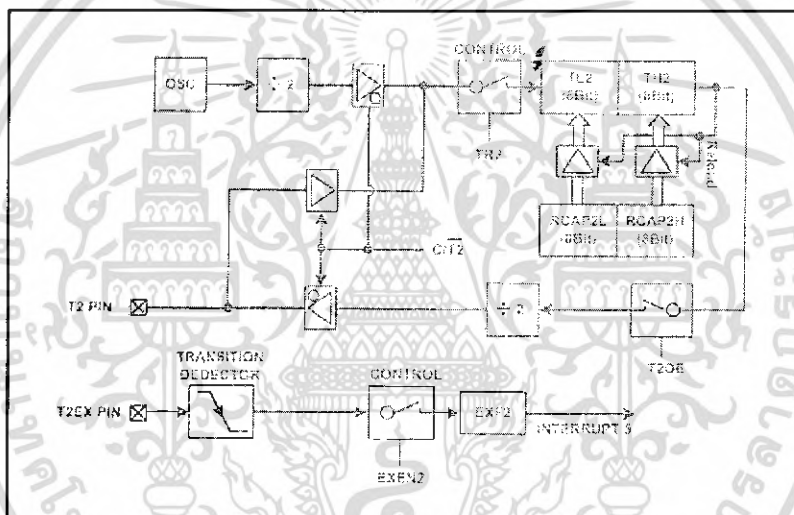 CONTROL
OSC
÷ 2
TL2
(8Bit)
TH2
(8Bit)
TR2
Reload
RCAP2L
(8Bit)
RCAP2H
(8Bit)
C/T2
T2 PIN
÷ 2
T2OE
TRANSITION
DEDECTOR
CONTROL
T2EX PIN
EXF2
INTERRUPT
EXEN2